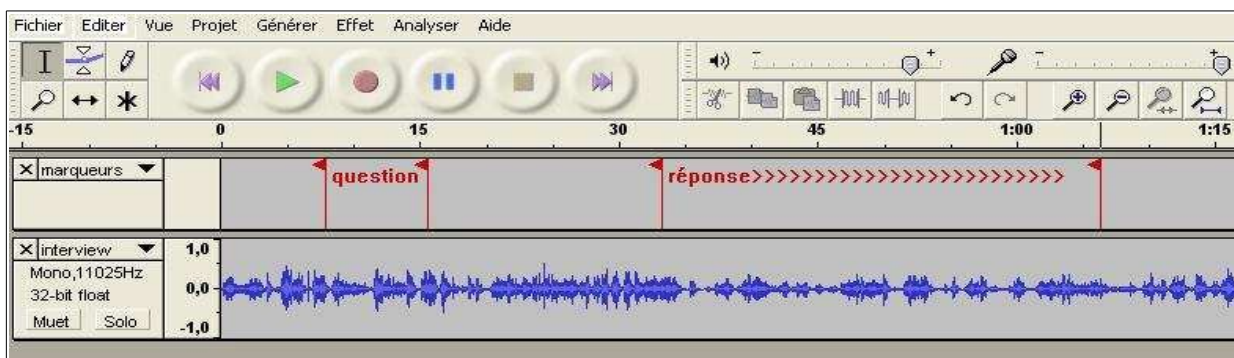 Fichier Editer Vue Projet Générer Effet Analyser Aide
-15 0 15 30 45 1:00 1:15
marqueurs
question réponse>>>>>>>>>>>>>>>>>>>>>>>>>
interview
Mono,11025Hz
32-bit float
Muet Solo
1,0
0,0
-1,0